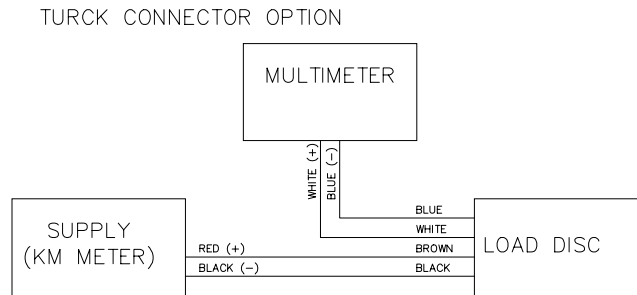 TURCK CONNECTOR OPTION
MULTIMETER
WHITE (+)
BLUE (-)
BLUE
WHITE
SUPPLY
(KM METER)
RED (+)
BROWN
BLACK (-)
BLACK
LOAD DISC